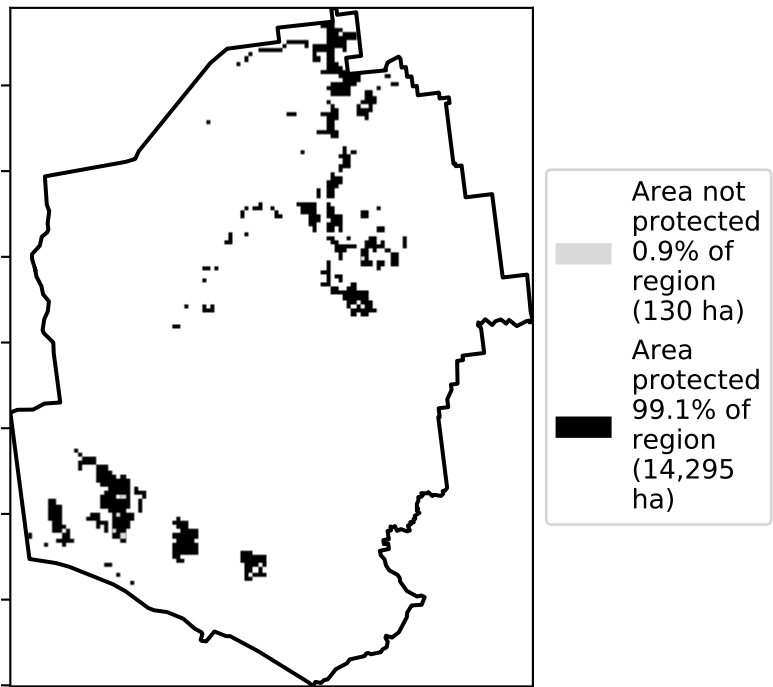 Area not
protected
0.9% of
region
(130 ha)
Area
protected
99.1% of
region
(14,295
ha)